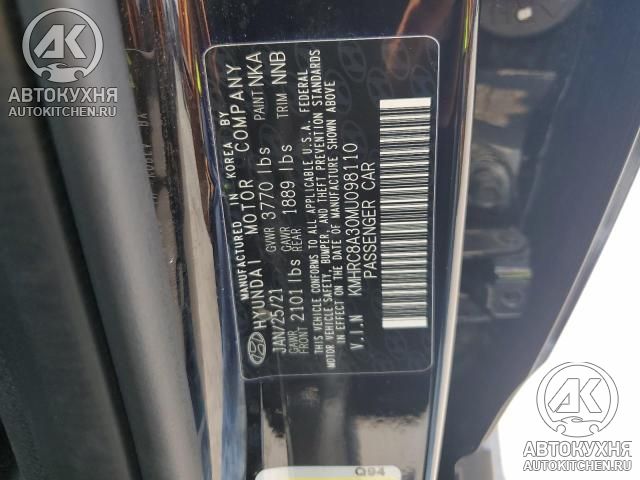 MANUFACTURED IN KOREA BY
HYUNDAI MOTOR COMPANY
JAN/25/21 GVWR 3770 lbs PAINT NKA
GAWR FRONT 2101 lbs GAWR REAR 1889 lbs TRIM NNB
THIS VEHICLE CONFORMS TO ALL APPLICABLE U.S.A. FEDERAL
MOTOR VEHICLE SAFETY, BUMPER, AND THEFT PREVENTION STANDARDS
IN EFFECT ON THE DATE OF MANUFACTURE SHOWN ABOVE
V.I.N KMHRC8A30MU098110
PASSENGER CAR
Q94
АК
АВТОКУХНЯ
AUTOKITCHEN.RU
АК
АВТОКУХНЯ
AUTOKITCHEN.RU